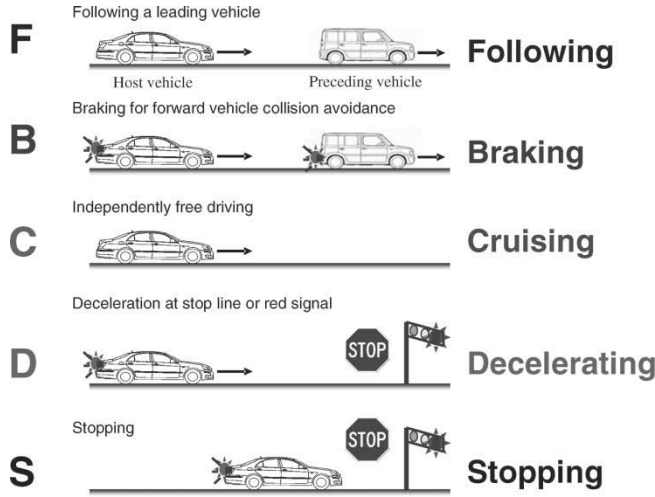 F
Following a leading vehicle
Host vehicle
Preceding vehicle
Following
B
Braking for forward vehicle collision avoidance
Braking
C
Independently free driving
Cruising
D
Deceleration at stop line or red signal
STOP
Decelerating
S
Stopping
STOP
Stopping